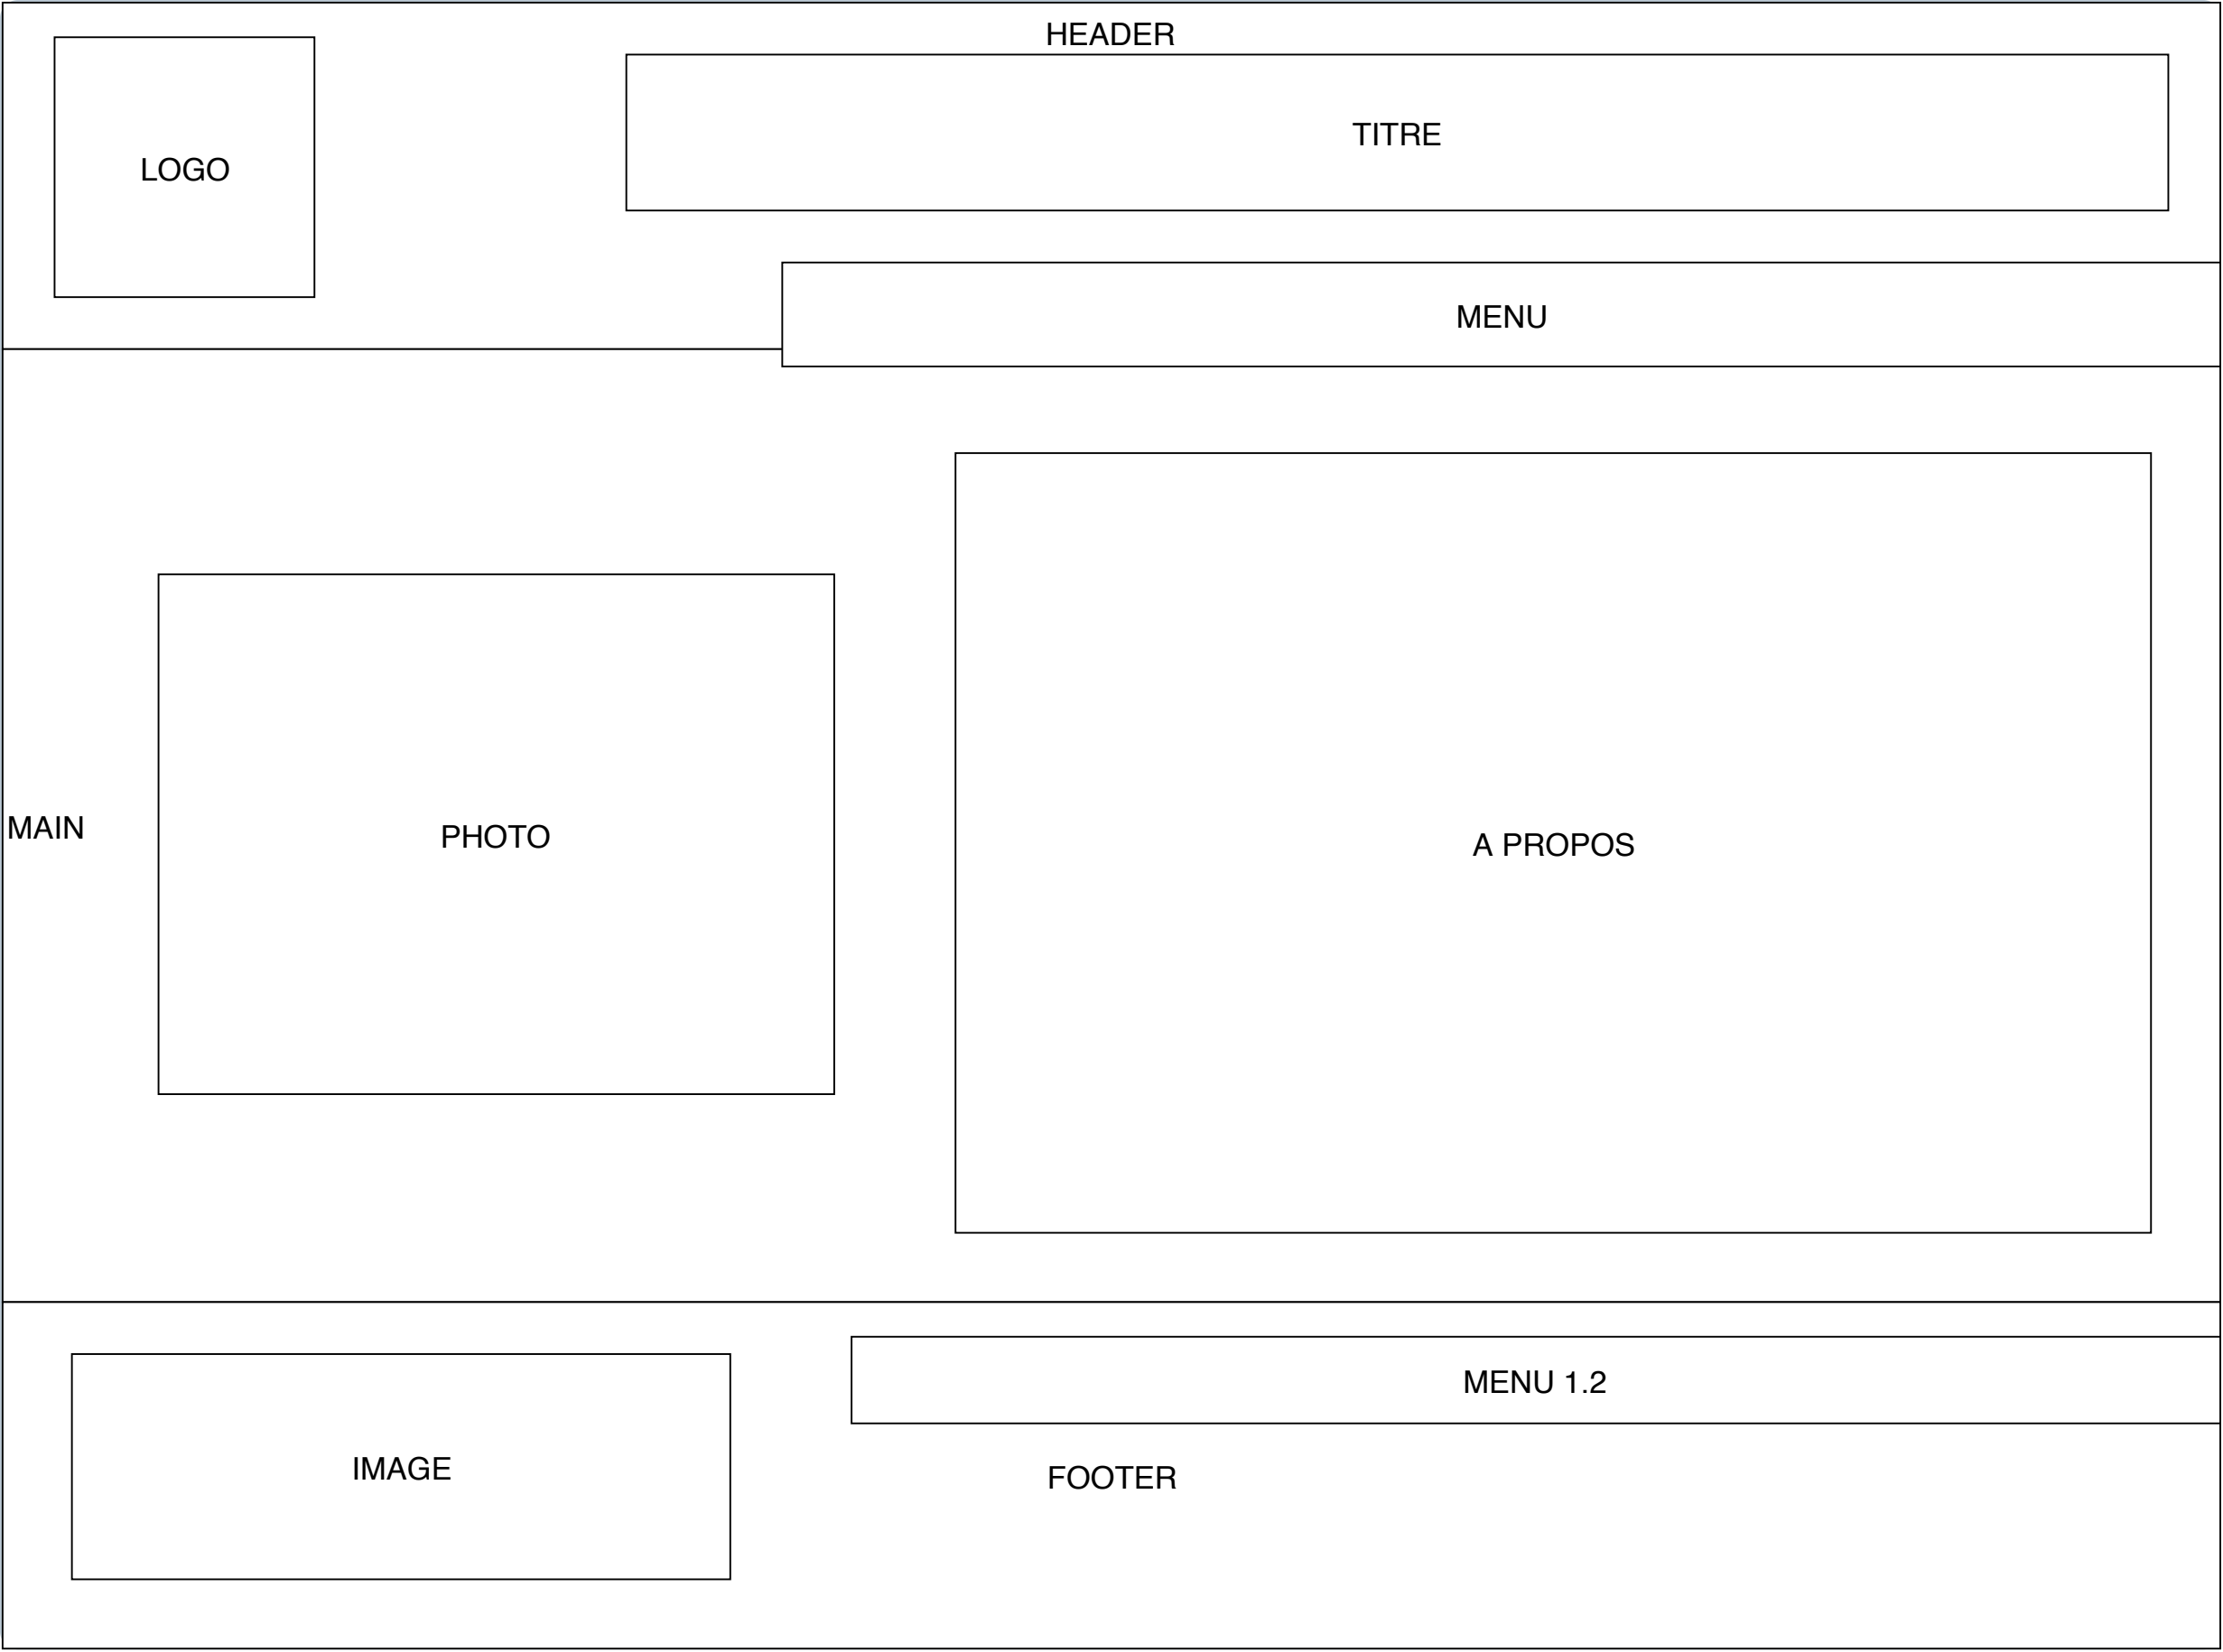 HEADER
LOGO
TITRE
MENU
MAIN
PHOTO
A PROPOS
MENU 1.2
IMAGE
FOOTER